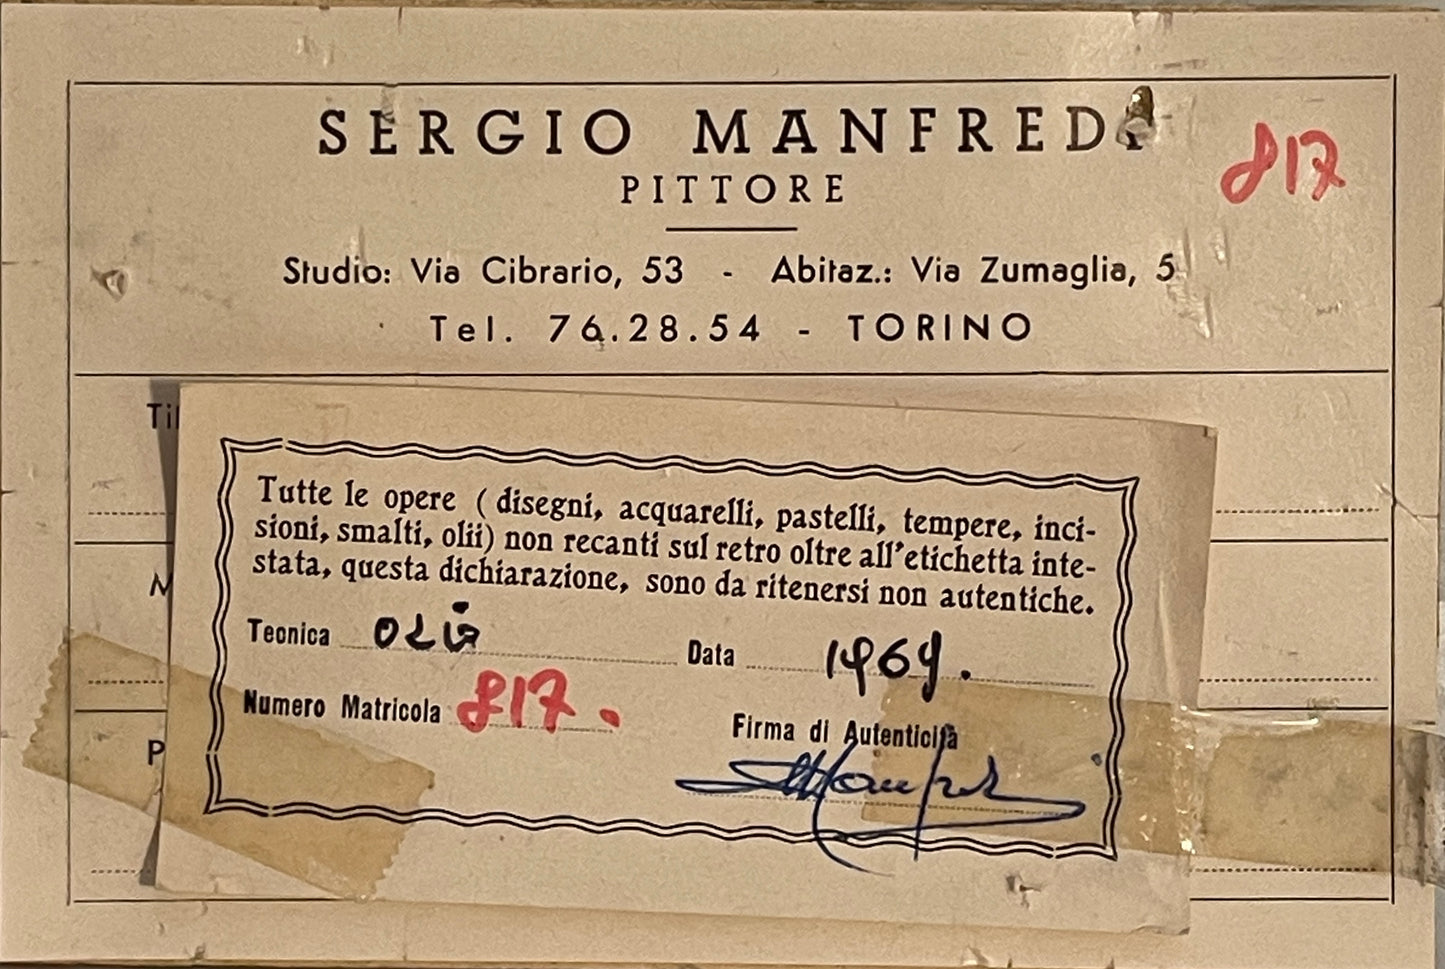 SERGIO MANFREDI
817
PITTORE
Studio: Via Cibrario, 53 - Abitaz.: Via Zumaglia, 5
Tel. 76.28.54 - TORINO
Tutte le opere ( disegni, acquarelli, pastelli, tempere, inci-
sioni, smalti, olii) non recanti sul retro oltre all'etichetta inte-
stata, questa dichiarazione, sono da ritenersi non autentiche.
Tecnica OLIO Data 1969.
Numero Matricola 817.
Firma di Autenticità